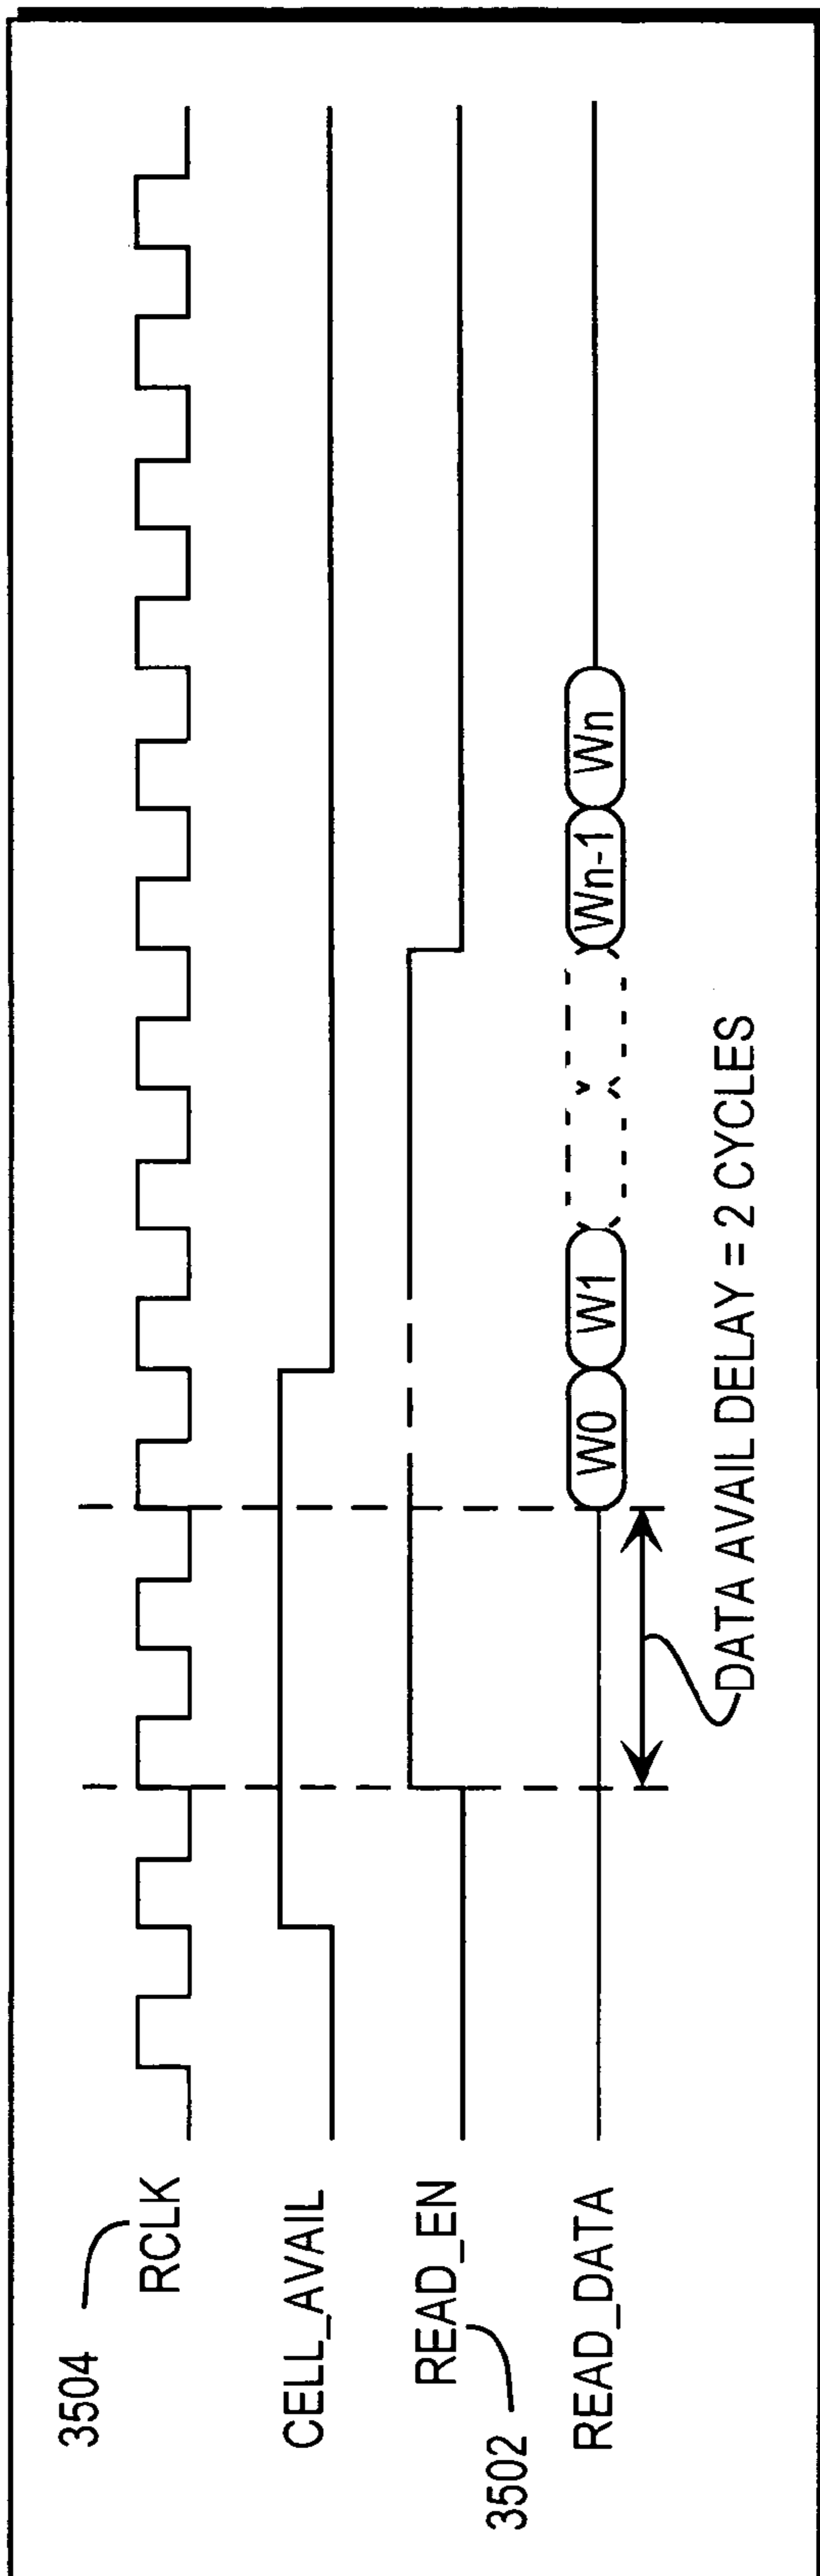 3504
RCLK
CELL_AVAIL
READ_EN
3502
READ_DATA
W0 W1 Wn-1 Wn
DATA AVAIL DELAY = 2 CYCLES